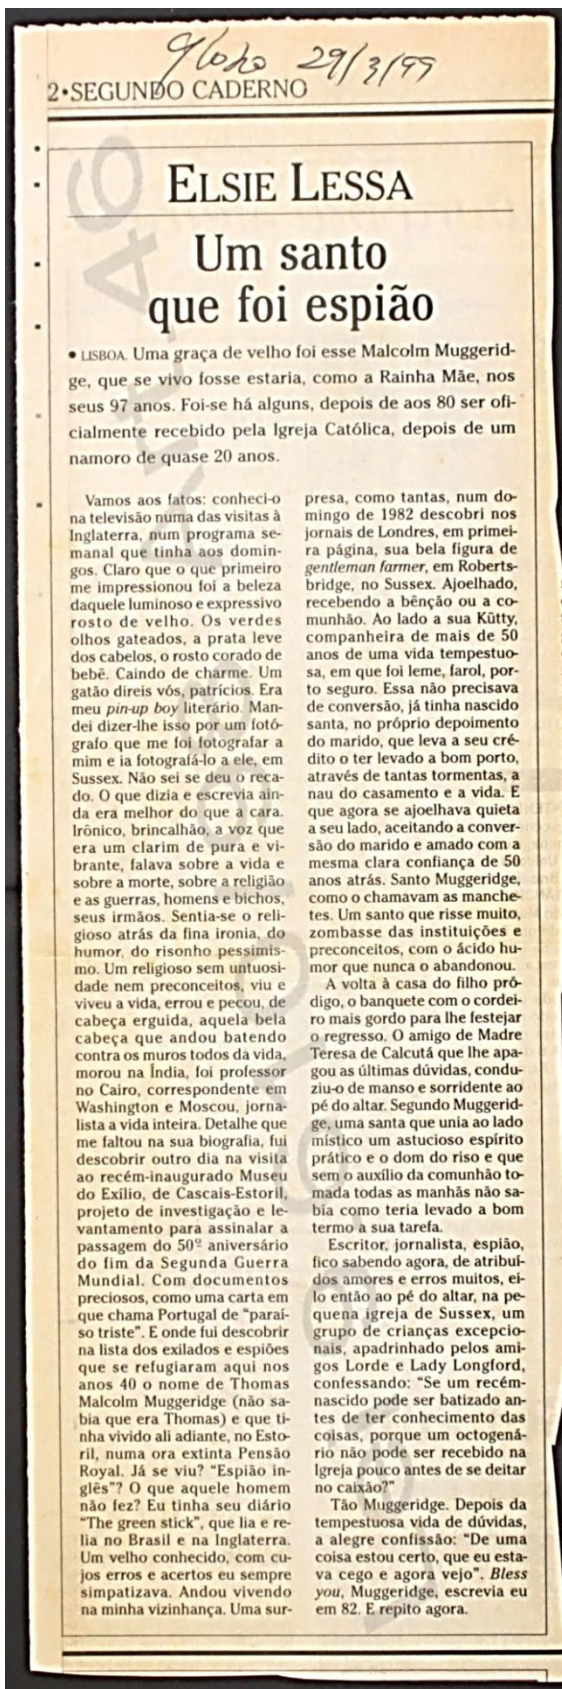 Globo 29/3/99
2•SEGUNDO CADERNO
ELSIE LESSA
Um santo
que foi espião
• LISBOA. Uma graça de velho foi esse Malcolm Muggerid-
ge, que se vivo fosse estaria, como a Rainha Mãe, nos
seus 97 anos. Foi-se há alguns, depois de aos 80 ser ofi-
cialmente recebido pela Igreja Católica, depois de um
namoro de quase 20 anos.
Vamos aos fatos: conheci-o
na televisão numa das visitas à
Inglaterra, num programa se-
manal que tinha aos domin-
gos. Claro que o que primeiro
me impressionou foi a beleza
daquele luminoso e expressivo
rosto de velho. Os verdes
olhos gateados, a prata leve
dos cabelos, o rosto corado de
bebê. Caindo de charme. Um
gatão direis vós, patrícios. Era
meu pin-up boy literário. Man-
dei dizer-lhe isso por um fotó-
grafo que me foi fotografar a
mim e ia fotografá-lo a ele, em
Sussex. Não sei se deu o reca-
do. O que dizia e escrevia ain-
da era melhor do que a cara.
Irônico, brincalhão, a voz que
era um clarim de pura e vi-
brante, falava sobre a vida e
sobre a morte, sobre a religião
e as guerras, homens e bichos,
seus irmãos. Sentia-se o reli-
gioso atrás da fina ironia, do
humor, do risonho pessimis-
mo. Um religioso sem untuosi-
dade nem preconceitos, viu e
viveu a vida, errou e pecou, de
cabeça erguida, aquela bela
cabeça que andou batendo
contra os muros todos da vida,
morou na Índia, foi professor
no Cairo, correspondente em
Washington e Moscou, jorna-
lista a vida inteira. Detalhe que
me faltou na sua biografia, fui
descobrir outro dia na visita
ao recém-inaugurado Museu
do Exílio, de Cascais-Estoril,
projeto de investigação e le-
vantamento para assinalar a
passagem do 50º aniversário
do fim da Segunda Guerra
Mundial. Com documentos
preciosos, como uma carta em
que chama Portugal de "paraí-
so triste". E onde fui descobrir
na lista dos exilados e espiões
que se refugiaram aqui nos
anos 40 o nome de Thomas
Malcolm Muggeridge (não sa-
bia que era Thomas) e que ti-
nha vivido ali adiante, no Esto-
ril, numa ora extinta Pensão
Royal. Já se viu? "Espião in-
glês"? O que aquele homem
não fez? Eu tinha seu diário
"The green stick", que lia e re-
lia no Brasil e na Inglaterra.
Um velho conhecido, com cu-
jos erros e acertos eu sempre
simpatizava. Andou vivendo
na minha vizinhança. Uma sur-
presa, como tantas, num do-
mingo de 1982 descobri nos
jornais de Londres, em primei-
ra página, sua bela figura de
gentleman farmer, em Roberts-
bridge, no Sussex. Ajoelhado,
recebendo a bênção ou a co-
munhão. Ao lado a sua Kütty,
companheira de mais de 50
anos de uma vida tempestuo-
sa, em que foi leme, farol, por-
to seguro. Essa não precisava
de conversão, já tinha nascido
santa, no próprio depoimento
do marido, que leva a seu cré-
dito o ter levado a bom porto,
através de tantas tormentas, a
nau do casamento e a vida. E
que agora se ajoelhava quieta
a seu lado, aceitando a conver-
são do marido e amado com a
mesma clara confiança de 50
anos atrás. Santo Muggeridge,
como o chamavam as manche-
tes. Um santo que risse muito,
zombasse das instituições e
preconceitos, com o ácido hu-
mor que nunca o abandonou.
A volta à casa do filho pró-
digo, o banquete com o cordei-
ro mais gordo para lhe festejar
o regresso. O amigo de Madre
Teresa de Calcutá que lhe apa-
gou as últimas dúvidas, condu-
ziu-o de manso e sorridente ao
pé do altar. Segundo Muggerid-
ge, uma santa que unia ao lado
místico um astucioso espírito
prático e o dom do riso e que
sem o auxílio da comunhão to-
mada todas as manhãs não sa-
bia como teria levado a bom
termo a sua tarefa.
Escritor, jornalista, espião,
fico sabendo agora, de atribuí-
dos amores e erros muitos, ei-
lo então ao pé do altar, na pe-
quena igreja de Sussex, um
grupo de crianças excepcio-
nais, apadrinhado pelos ami-
gos Lorde e Lady Longford,
confessando: "Se um recém-
nascido pode ser batizado an-
tes de ter conhecimento das
coisas, porque um octogená-
rio não pode ser recebido na
Igreja pouco antes de se deitar
no caixão?"
Tão Muggeridge. Depois da
tempestuosa vida de dúvidas,
a alegre confissão: "De uma
coisa estou certo, que eu esta-
va cego e agora vejo". Bless
you, Muggeridge, escrevia eu
em 82. E repito agora.